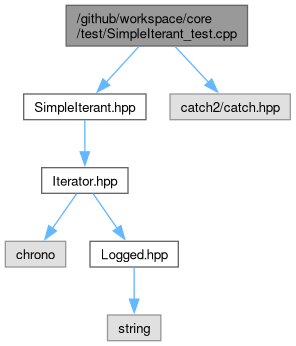 /github/workspace/core
/test/SimpleIterant_test.cpp
SimpleIterant.hpp
catch2/catch.hpp
Iterator.hpp
chrono
Logged.hpp
string